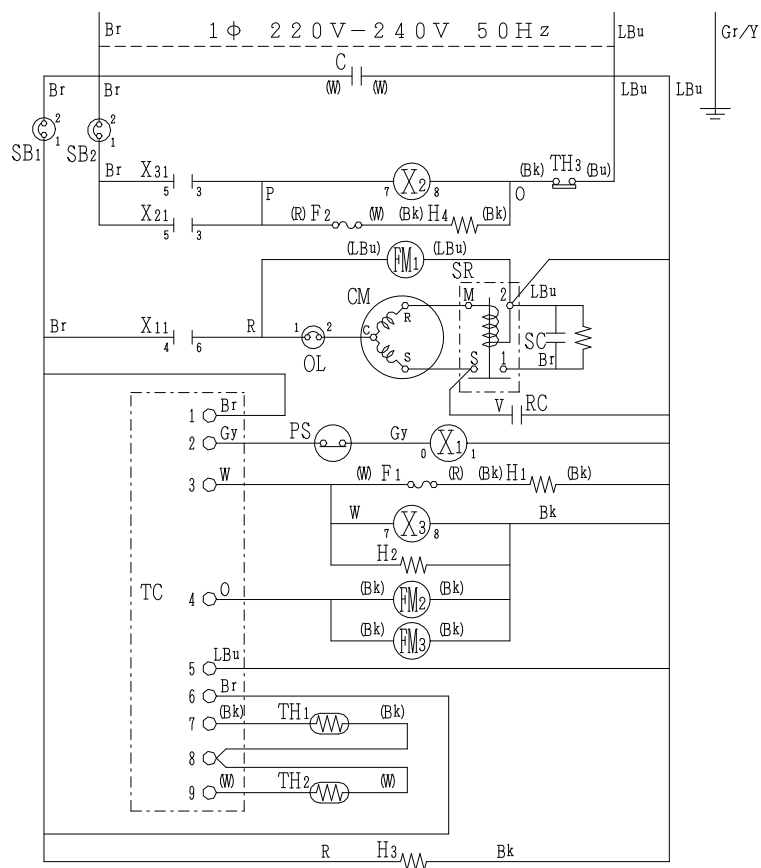 Br 1Φ 220V-240V 50Hz LBu Gr/Y
C
Br Br (W) (W) LBu LBu
2 2
1 1
SB1 SB2
Br X31 P X2 O (Bk) TH3 (Bu)
5 3 7 8
X21 (R) F2 (W) (Bk) H4 (Bk)
5 3
(LBu) FM1 (LBu)
SR
CM M 2 LBu
R
Br X11 R 1 2 C SC
4 6 OL
S S 1 Br
V RC
1 Br
2 Gy PS Gy X1
0 1
3 W (W) F1 (R) (Bk) H1 (Bk)
W X3 Bk
7 8
H2
TC 4 O (Bk) FM2 (Bk)
(Bk) FM3 (Bk)
5 LBu
6 Br
7 (Bk) TH1 (Bk)
8
9 (W) TH2 (W)
R H3 Bk